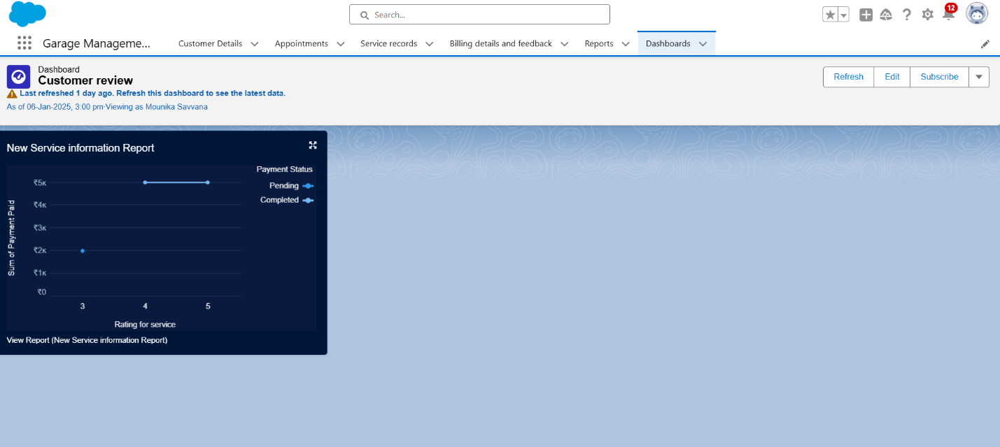 Search...
12
Garage Manageme...
Customer Details
Appointments
Service records
Billing details and feedback
Reports
Dashboards
Dashboard
Customer review
Last refreshed 1 day ago. Refresh this dashboard to see the latest data.
As of 06-Jan-2025, 3:00 pm·Viewing as Mounika Savvana
Refresh
Edit
Subscribe
New Service information Report
Payment Status
Pending
Completed
Sum of Payment Paid
₹5K
₹4K
₹3K
₹2K
₹1K
₹0
3 4 5
Rating for service
View Report (New Service information Report)